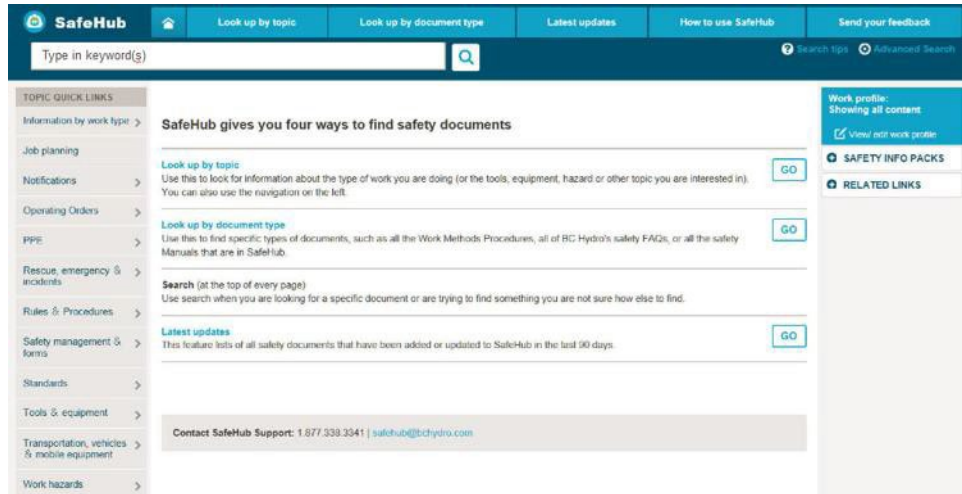 SafeHub
Look up by topic
Look up by document type
Latest updates
How to use SafeHub
Send your feedback
Type in keyword(s)
Search tips
Advanced Search
TOPIC QUICK LINKS
Information by work type
Job planning
Notifications
Operating Orders
PPE
Rescue, emergency &
incidents
Rules & Procedures
Safety management &
forms
Standards
Tools & equipment
Transportation, vehicles
& mobile equipment
Work hazards
SafeHub gives you four ways to find safety documents
Look up by topic
Use this to look for information about the type of work you are doing (or the tools, equipment, hazard or other topic you are interested in).
You can also use the navigation on the left.
GO
Look up by document type
Use this to find specific types of documents, such as all the Work Methods Procedures, all of BC Hydro's safety FAQs, or all the safety
Manuals that are in SafeHub.
GO
Search (at the top of every page)
Use search when you are looking for a specific document or are trying to find something you are not sure how else to find.
Latest updates
This feature lists of all safety documents that have been added or updated to SafeHub in the last 90 days.
GO
Contact SafeHub Support: 1.877.338.3341 | safehub@bchydro.com
Work profile:
Showing all content
View/ edit work profile
SAFETY INFO PACKS
RELATED LINKS